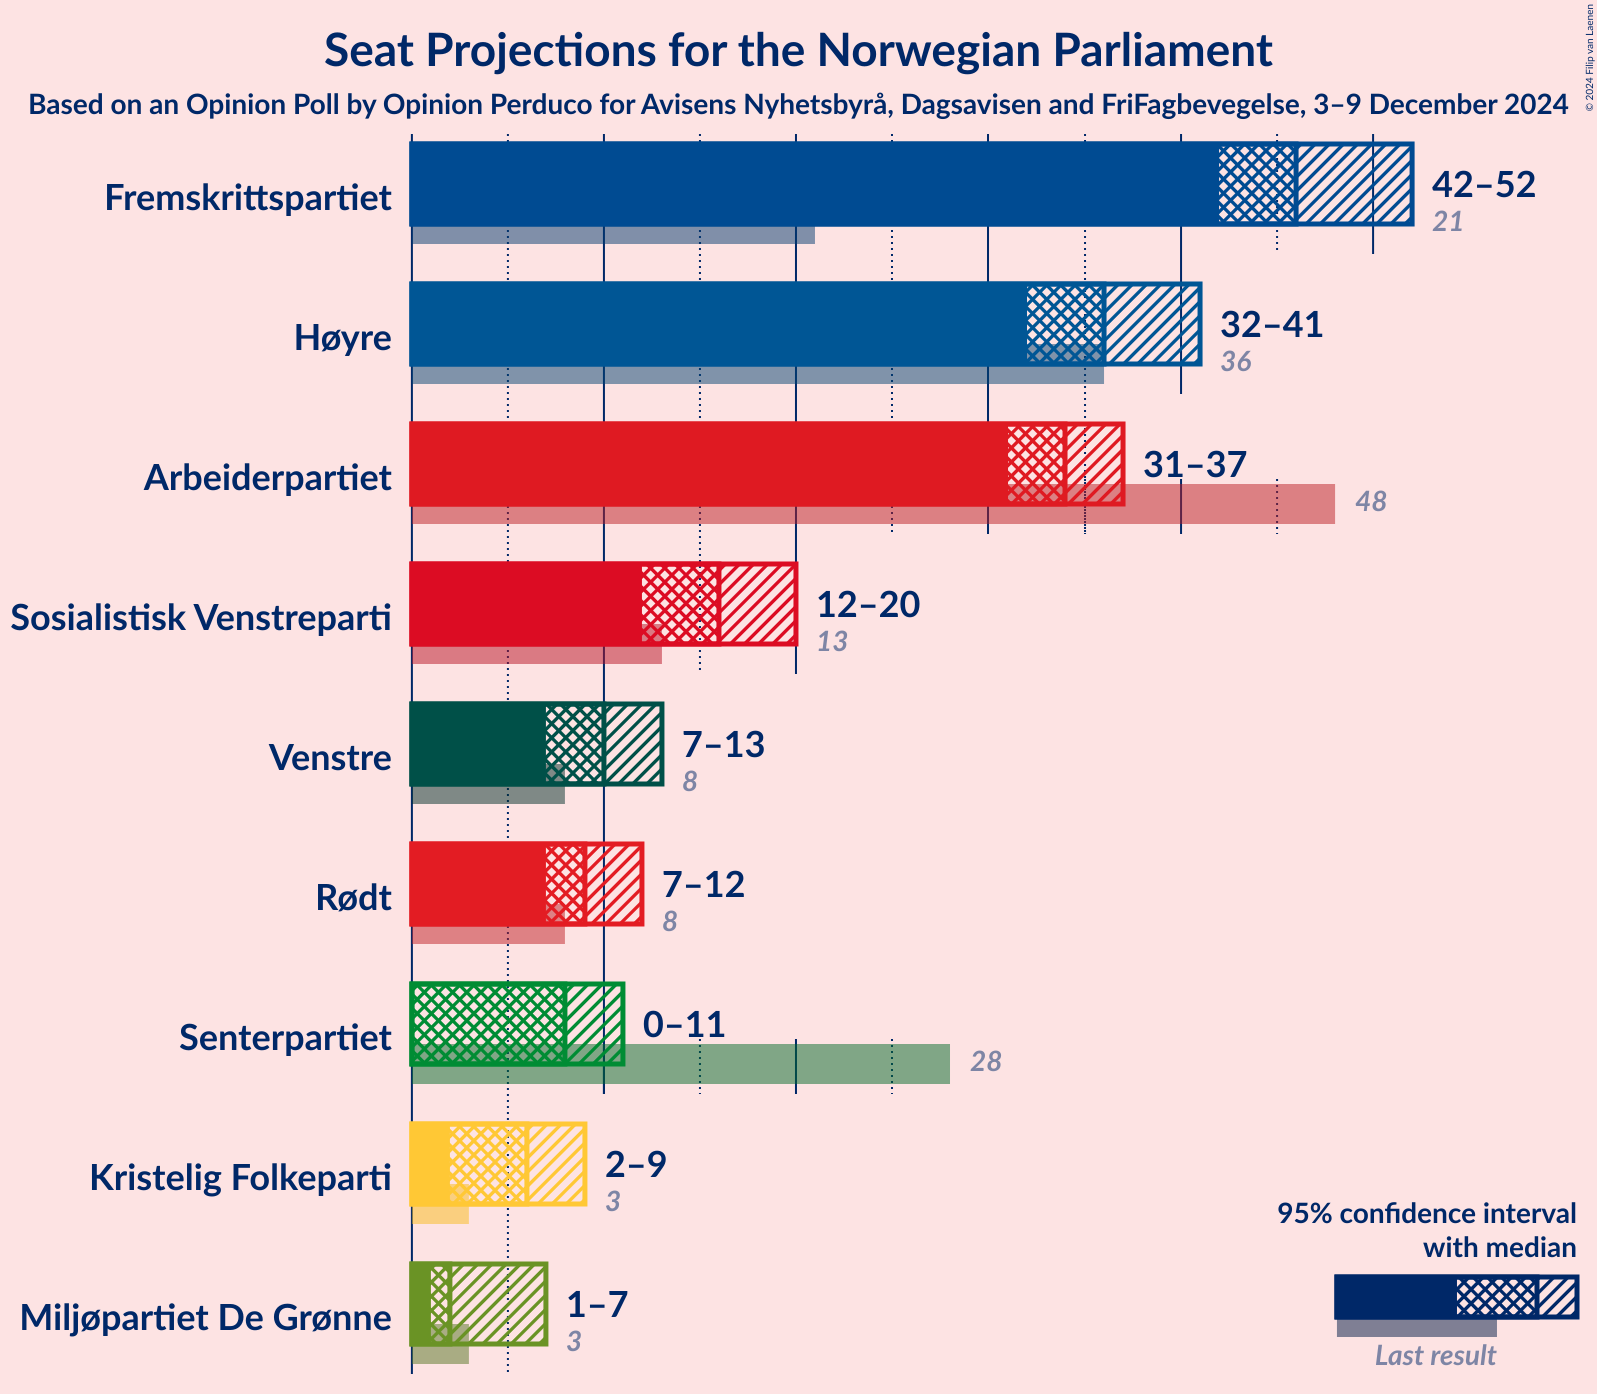 Seat Projections for the Norwegian Parliament
Based on an Opinion Poll by Opinion Perduco for Avisens Nyhetsbyrå, Dagsavisen and FriFagbevegelse, 3–9 December 2024
© 2024 Filip van Laenen
Fremskrittspartiet
42–52
21
Høyre
32–41
36
Arbeiderpartiet
31–37
48
Sosialistisk Venstreparti
12–20
13
Venstre
7–13
8
Rødt
7–12
8
Senterpartiet
0–11
28
Kristelig Folkeparti
2–9
3
Miljøpartiet De Grønne
1–7
3
95% confidence interval
with median
Last result